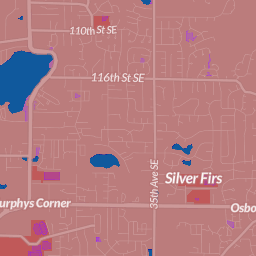 110th St SE
116th St SE
35th Ave SE
Silver Firs
urphys Corner
Osbo